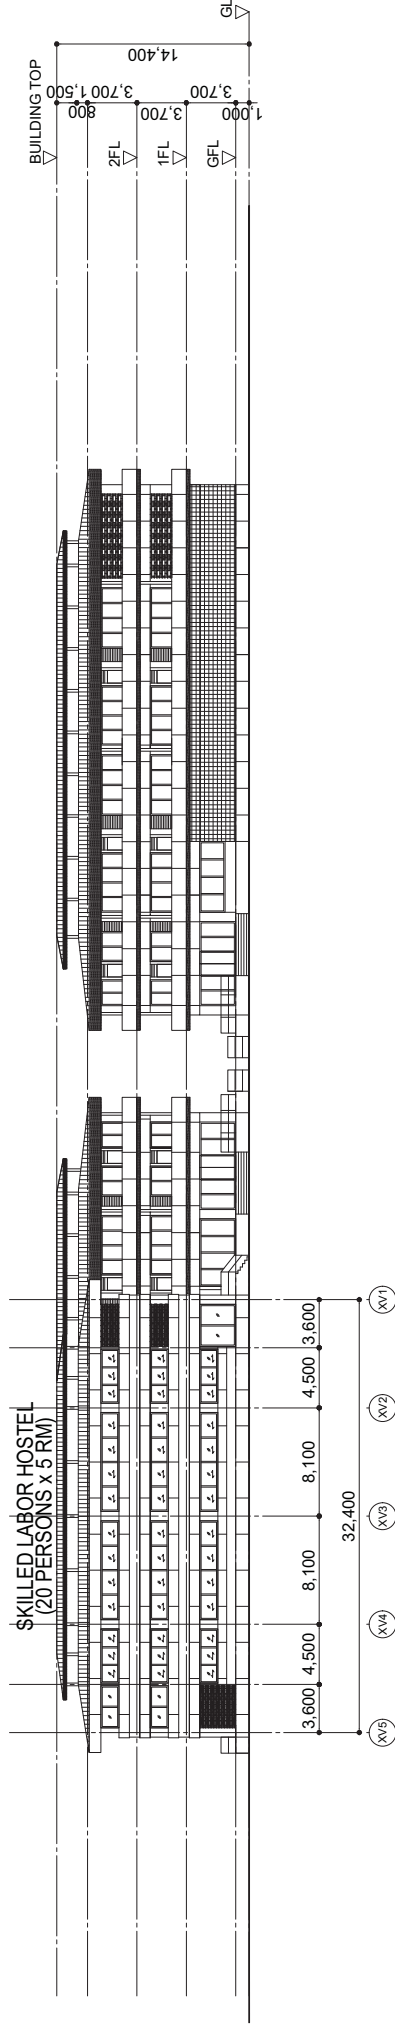 SKILLED LABOR HOSTEL
(20 PERSONS x 5 RM)
BUILDING TOP
2FL
1FL
GFL
GL
14,400
1,500
800
3,700
3,700
3,700
1,000
3,600
4,500
8,100
8,100
4,500
3,600
32,400
XV5
XV4
XV3
XV2
XV1